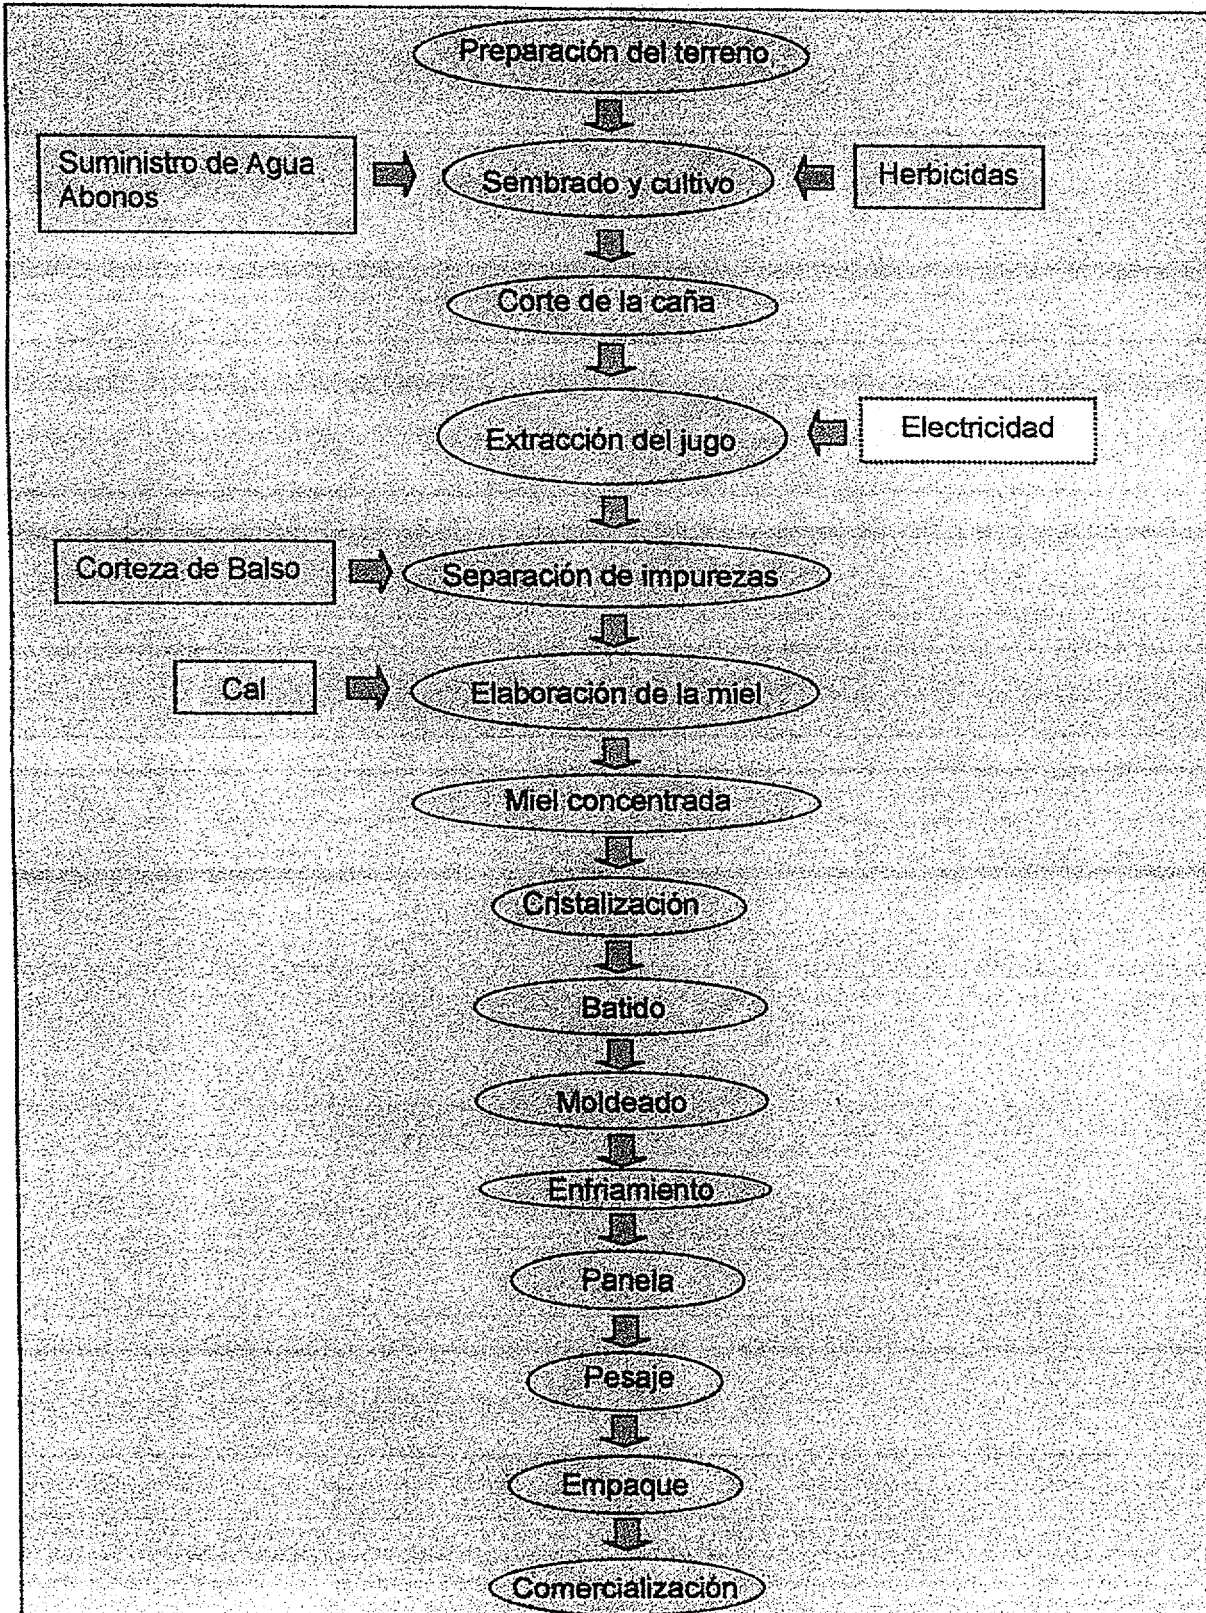 Preparación del terreno
Suministro de Agua
Abonos
Sembrado y cultivo
Herbicidas
Corte de la caña
Extracción del jugo
Electricidad
Corteza de Balso
Separación de impurezas
Cal
Elaboración de la miel
Miel concentrada
Cristalización
Batido
Moldeado
Enfriamiento
Panela
Pesaje
Empaque
Comercialización